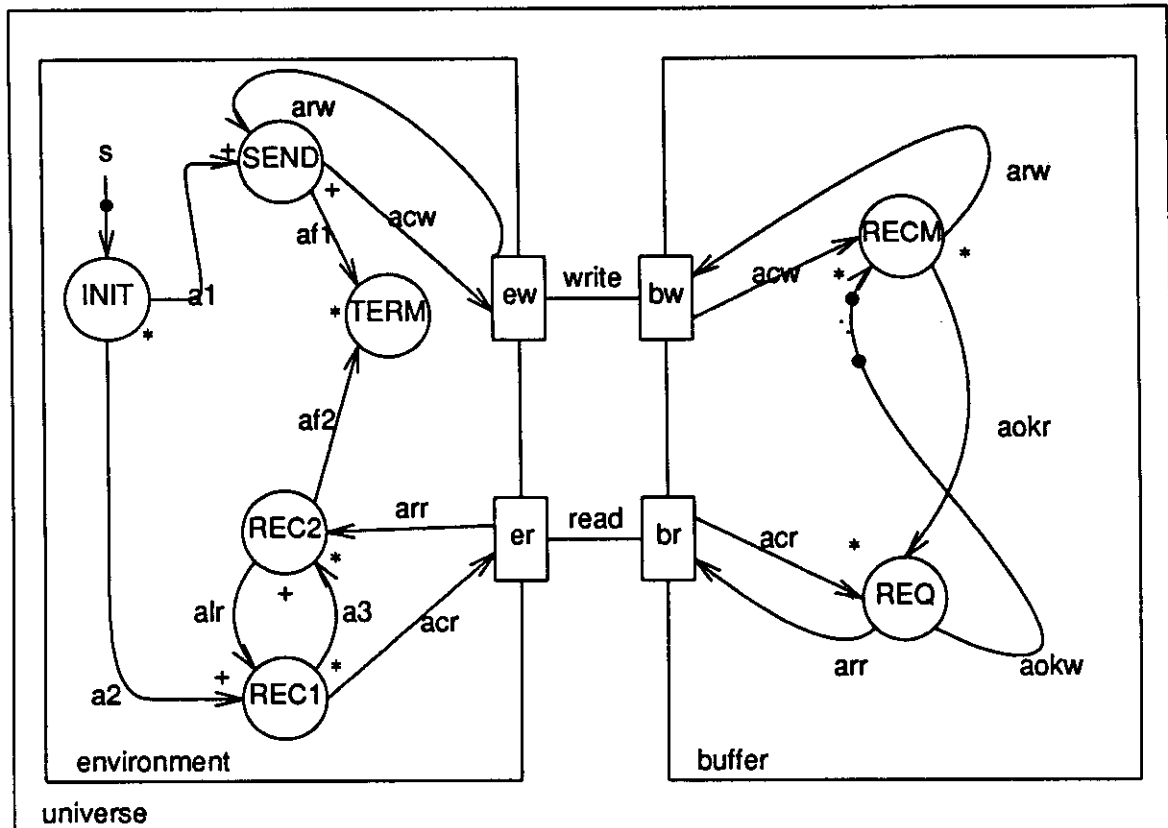 arw
s
+
SEND
+
arw
acw
af1
RECM
*
write
acw
*
INIT
a1
*
ew
bw
*
TERM
af2
aokr
REC2
arr
er
read
br
acr
*
*
+
alr
a3
acr
REQ
*
+
arr
aokw
a2
REC1
environment
buffer
universe